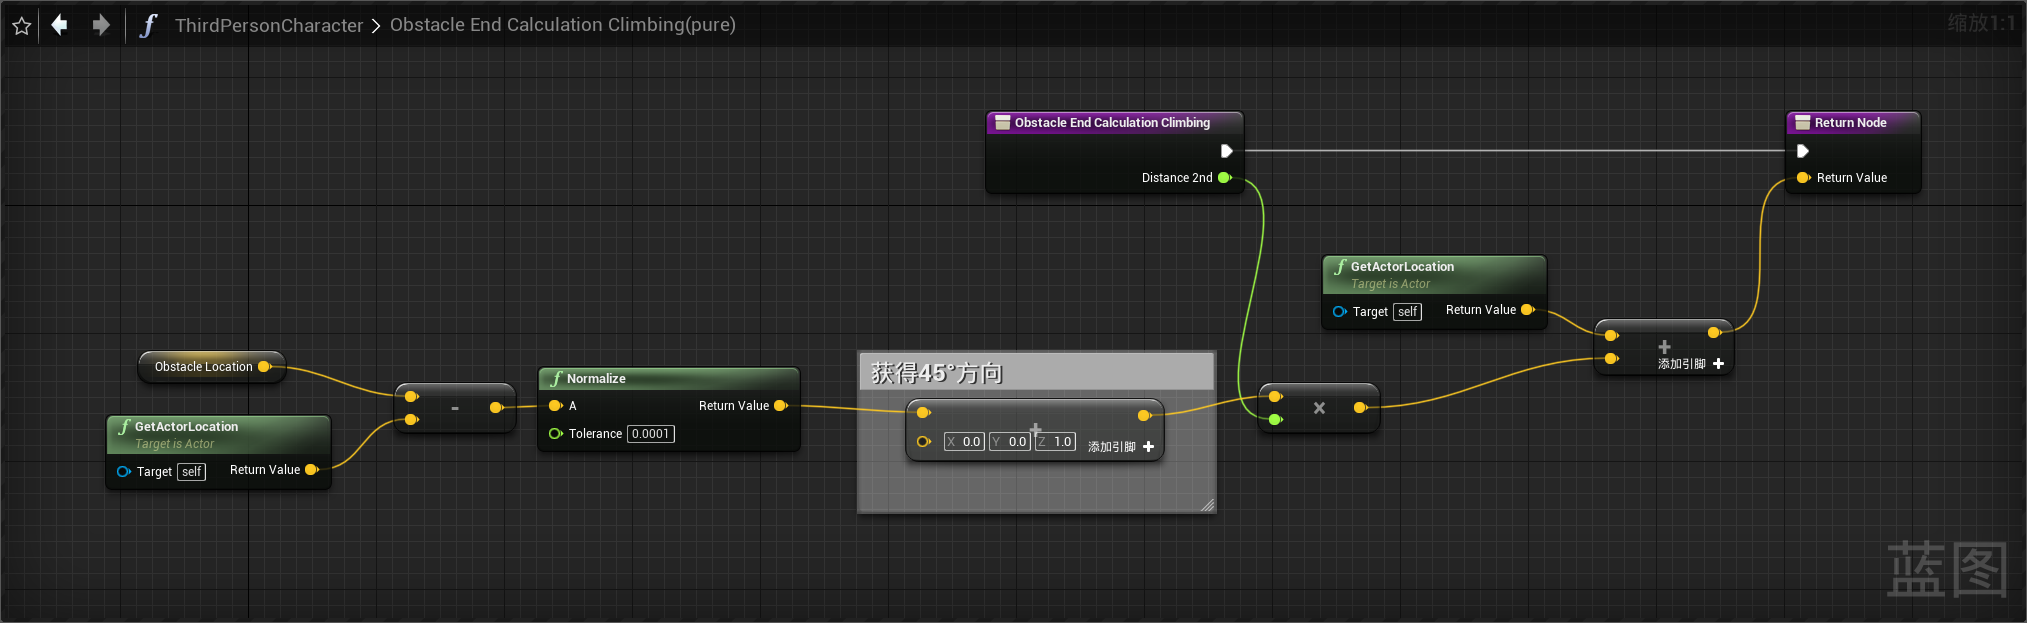 ThirdPersonCharacter > Obstacle End Calculation Climbing(pure)
缩放1:1
Obstacle End Calculation Climbing
Distance 2nd
Return Node
Return Value
GetActorLocation
Target is Actor
Target self
Return Value
+
添加引脚 +
Obstacle Location
-
GetActorLocation
Target is Actor
Target self
Return Value
Normalize
A
Return Value
Tolerance 0.0001
获得45°方向
+
X 0.0 Y 0.0 Z 1.0
添加引脚 +
×
蓝图